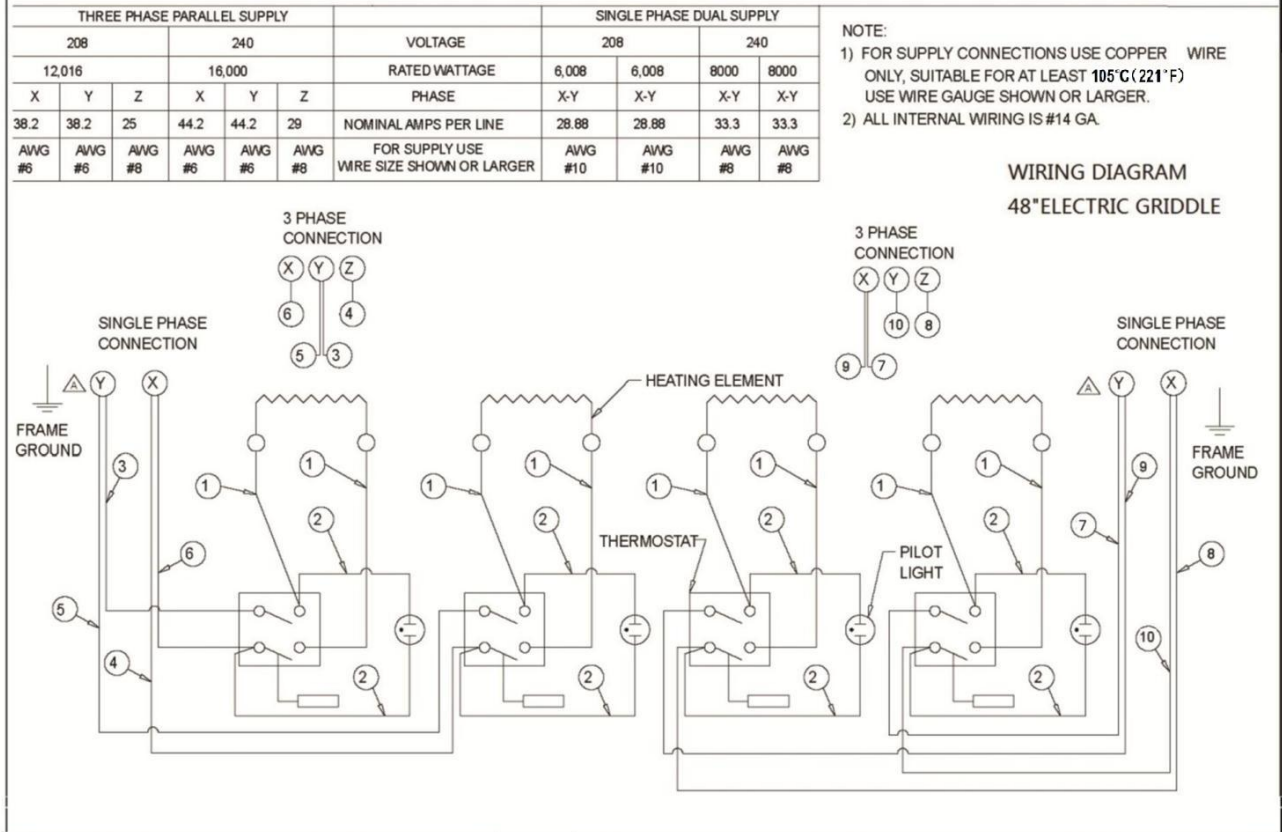 THREE PHASE PARALLEL SUPPLY SINGLE PHASE DUAL SUPPLY
208 240 VOLTAGE 208 240
12,016 16,000 RATED WATTAGE 6,008 6,008 8000 8000
X Y Z X Y Z PHASE X-Y X-Y X-Y X-Y
38.2 38.2 25 44.2 44.2 29 NOMINAL AMPS PER LINE 28.88 28.88 33.3 33.3
AWG AWG AWG AWG AWG AWG FOR SUPPLY USE AWG AWG AWG AWG
#6 #6 #8 #6 #6 #8 WIRE SIZE SHOWN OR LARGER #10 #10 #8 #8
NOTE:
1) FOR SUPPLY CONNECTIONS USE COPPER WIRE
ONLY, SUITABLE FOR AT LEAST 105°C(221°F)
USE WIRE GAUGE SHOWN OR LARGER.
2) ALL INTERNAL WIRING IS #14 GA.
WIRING DIAGRAM
48"ELECTRIC GRIDDLE
3 PHASE
CONNECTION
X Y Z
6 4
5 3
3 PHASE
CONNECTION
X Y Z
10 8
9 7
SINGLE PHASE
CONNECTION
A Y X
FRAME
GROUND
SINGLE PHASE
CONNECTION
A Y X
FRAME
GROUND
HEATING ELEMENT
3 1 1 1 1 1 1 1 1 9
2 2 2 2 7
6 8
THERMOSTAT
PILOT
LIGHT
5 10
4 2 2 2 2